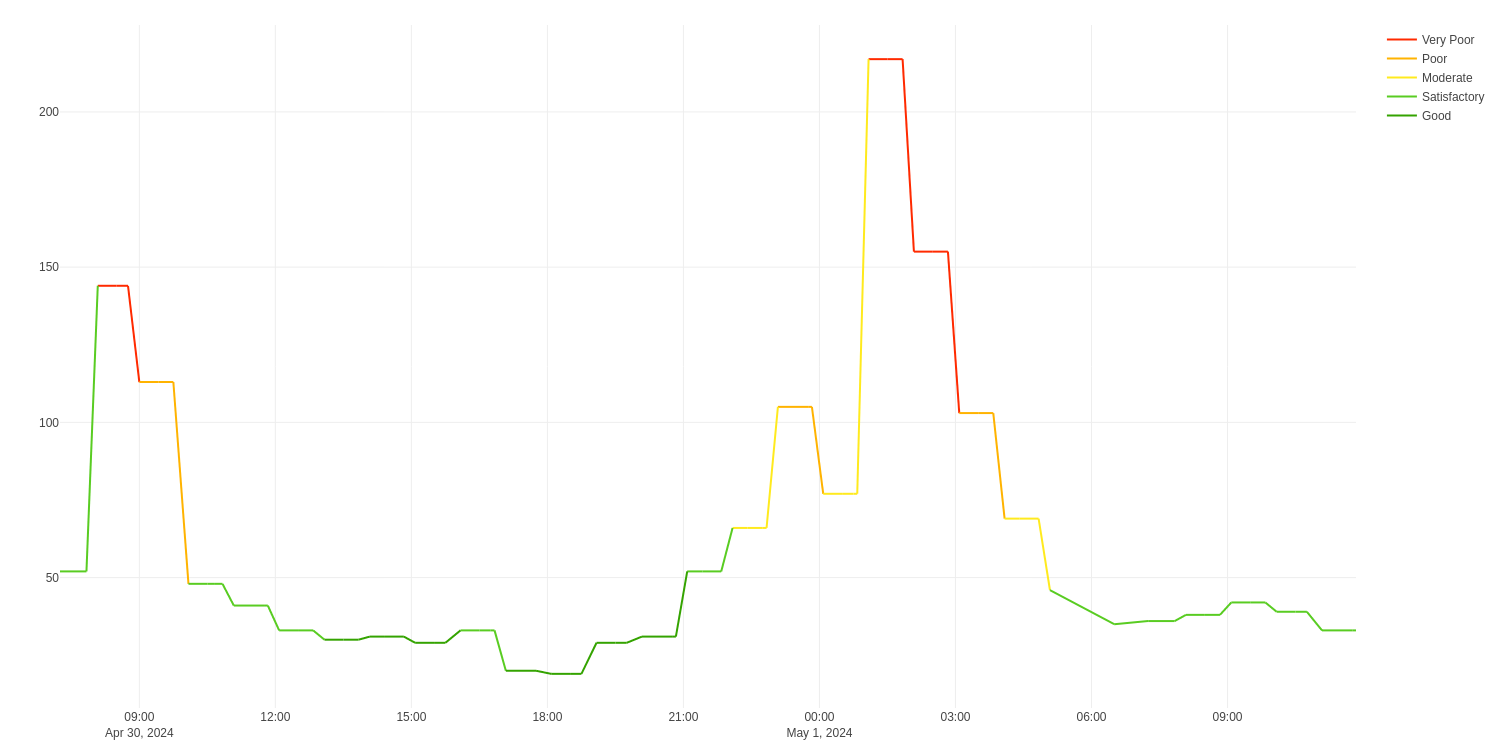 Very Poor
Poor
Moderate
Satisfactory
Good
200
150
100
50
09:00
Apr 30, 2024
12:00
15:00
18:00
21:00
00:00
May 1, 2024
03:00
06:00
09:00